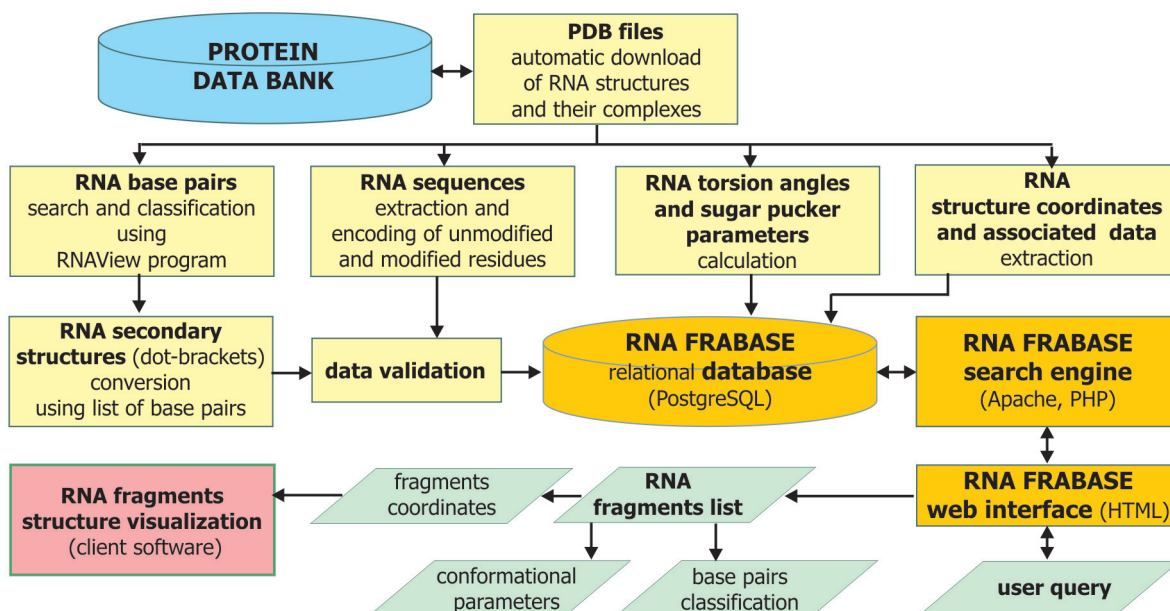 PROTEIN
DATA BANK
PDB files
automatic download
of RNA structures
and their complexes
RNA base pairs
search and classification
using
RNAView program
RNA sequences
extraction and
encoding of unmodified
and modified residues
RNA torsion angles
and sugar pucker
parameters
calculation
RNA
structure coordinates
and associated data
extraction
RNA secondary
structures (dot-brackets)
conversion
using list of base pairs
data validation
RNA FRABASE
relational database
(PostgreSQL)
RNA FRABASE
search engine
(Apache, PHP)
RNA fragments
structure visualization
(client software)
fragments
coordinates
RNA
fragments list
RNA FRABASE
web interface (HTML)
conformational
parameters
base pairs
classification
user query